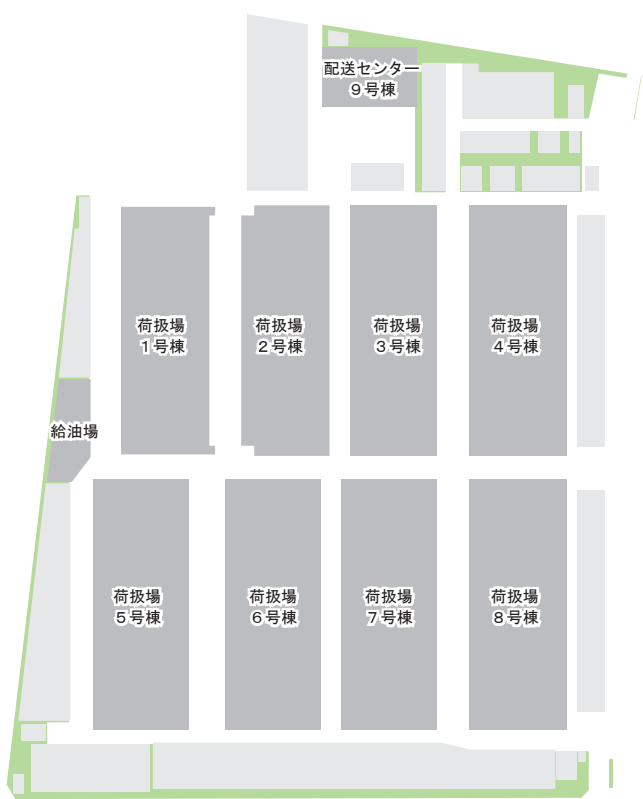 配送センター
９号棟
荷扱場
１号棟
荷扱場
２号棟
荷扱場
３号棟
荷扱場
４号棟
給油場
荷扱場
５号棟
荷扱場
６号棟
荷扱場
７号棟
荷扱場
８号棟